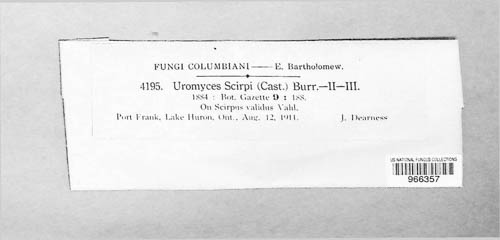 FUNGI COLUMBIANI — E. Bartholomew.
4195. Uromyces Scirpi (Cast.) Burr.—II—III.
1884 : Bot. Gazette 9 : 188.
On Scirpus validus Vahl.
Port Frank, Lake Huron, Ont., Aug. 12, 1911. J. Dearness
US NATIONAL FUNGUS COLLECTIONS
966357